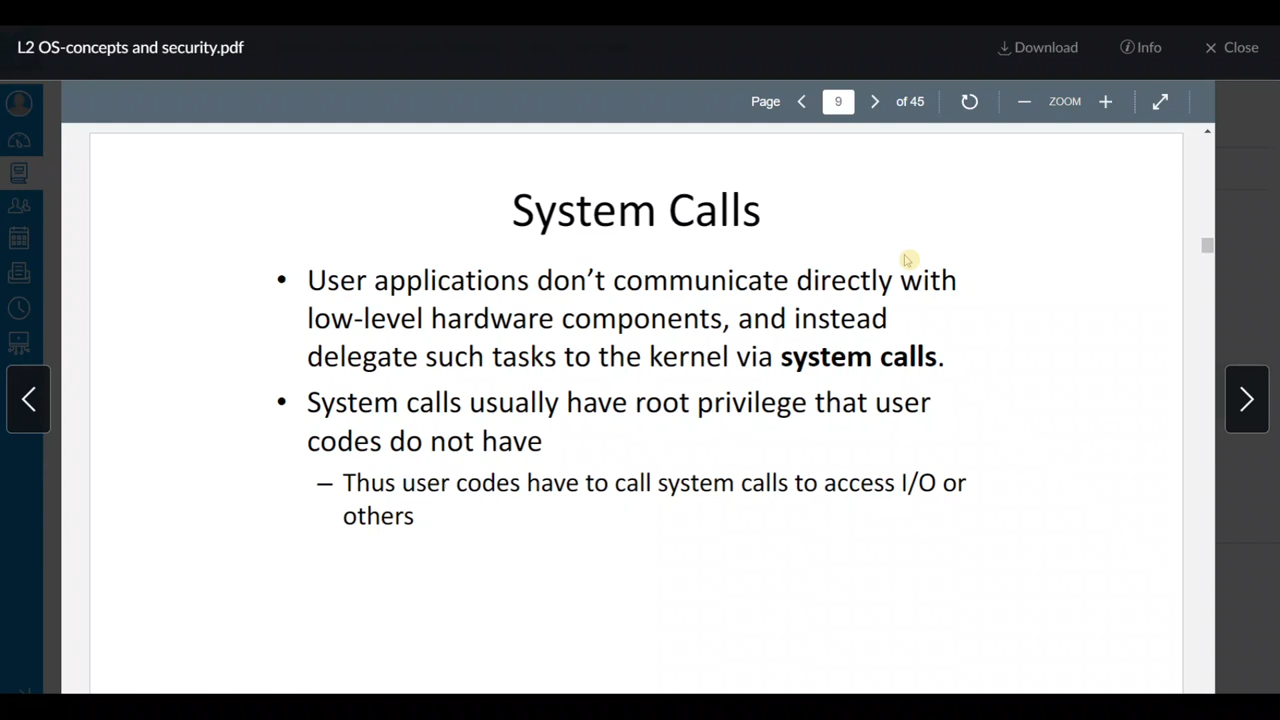 L2 OS-concepts and security.pdf
Download
Info
Close
Page
9
of 45
ZOOM
System Calls
• User applications don’t communicate directly with
low-level hardware components, and instead
delegate such tasks to the kernel via system calls.
• System calls usually have root privilege that user
codes do not have
– Thus user codes have to call system calls to access I/O or
others